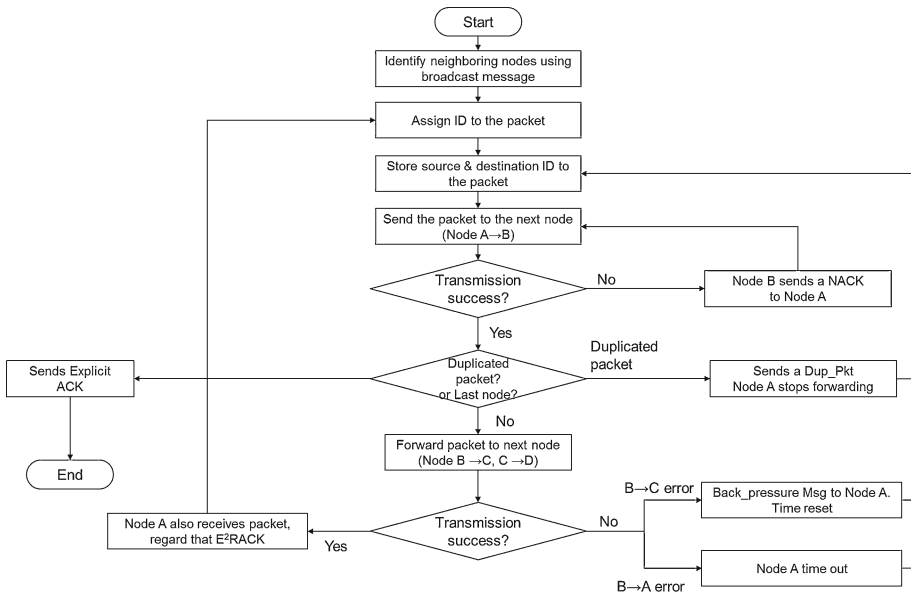 Start
Identify neighboring nodes using
broadcast message
Assign ID to the packet
Store source & destination ID to
the packet
Send the packet to the next node
(Node A→B)
Transmission
success?
No
Node B sends a NACK
to Node A
Yes
Duplicated
packet?
or Last node?
Duplicated
packet
Sends a Dup_Pkt
Node A stops forwarding
Sends Explicit
ACK
End
No
Forward packet to next node
(Node B →C, C →D)
Transmission
success?
No
B→C error
Back_pressure Msg to Node A.
Time reset
B→A error
Node A time out
Yes
Node A also receives packet,
regard that E²RACK